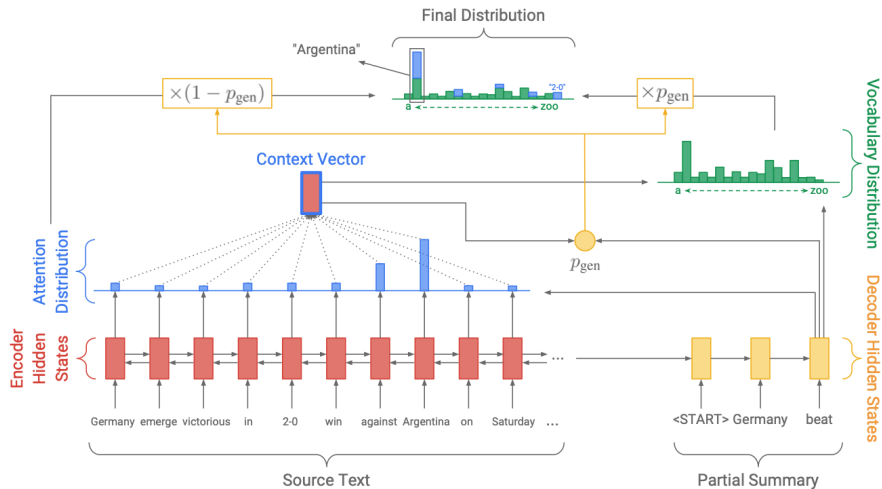 Final Distribution
"Argentina"
×(1 − p_gen)
×p_gen
"2-0"
a
zoo
Context Vector
a
zoo
Vocabulary Distribution
Attention
Distribution
p_gen
Encoder
Hidden
States
...
Decoder Hidden States
Germany emerge victorious in 2-0 win against Argentina on Saturday ...
<START> Germany beat
Source Text
Partial Summary